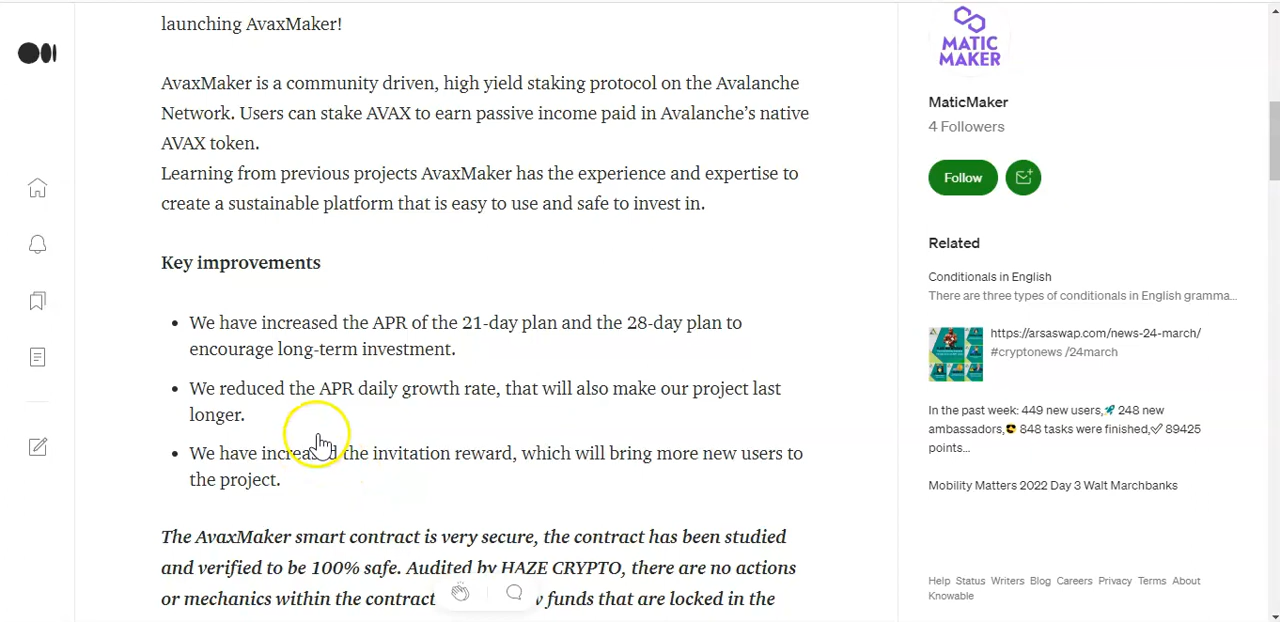 launching AvaxMaker!
AvaxMaker is a community driven, high yield staking protocol on the Avalanche
Network. Users can stake AVAX to earn passive income paid in Avalanche's native
AVAX token.
Learning from previous projects AvaxMaker has the experience and expertise to
create a sustainable platform that is easy to use and safe to invest in.
Key improvements
We have increased the APR of the 21-day plan and the 28-day plan to
encourage long-term investment.
We reduced the APR daily growth rate, that will also make our project last
longer.
We have increased the invitation reward, which will bring more new users to
the project.
The AvaxMaker smart contract is very secure, the contract has been studied
and verified to be 100% safe. Audited by HAZE CRYPTO, there are no actions
or mechanics within the contract funds that are locked in the
MATIC
MAKER
MaticMaker
4 Followers
Follow
Related
Conditionals in English
There are three types of conditionals in English gramma...
https://arsaswap.com/news-24-march/
#cryptonews /24march
In the past week: 449 new users,🚀 248 new
ambassadors, 848 tasks were finished,✅ 89425
points...
Mobility Matters 2022 Day 3 Walt Marchbanks
Help Status Writers Blog Careers Privacy Terms About
Knowable